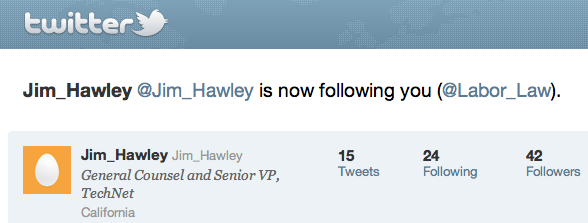 twitter
Jim_Hawley @Jim_Hawley is now following you (@Labor_Law).
Jim_Hawley Jim_Hawley
General Counsel and Senior VP,
TechNet
California
15 24 42
Tweets Following Followers